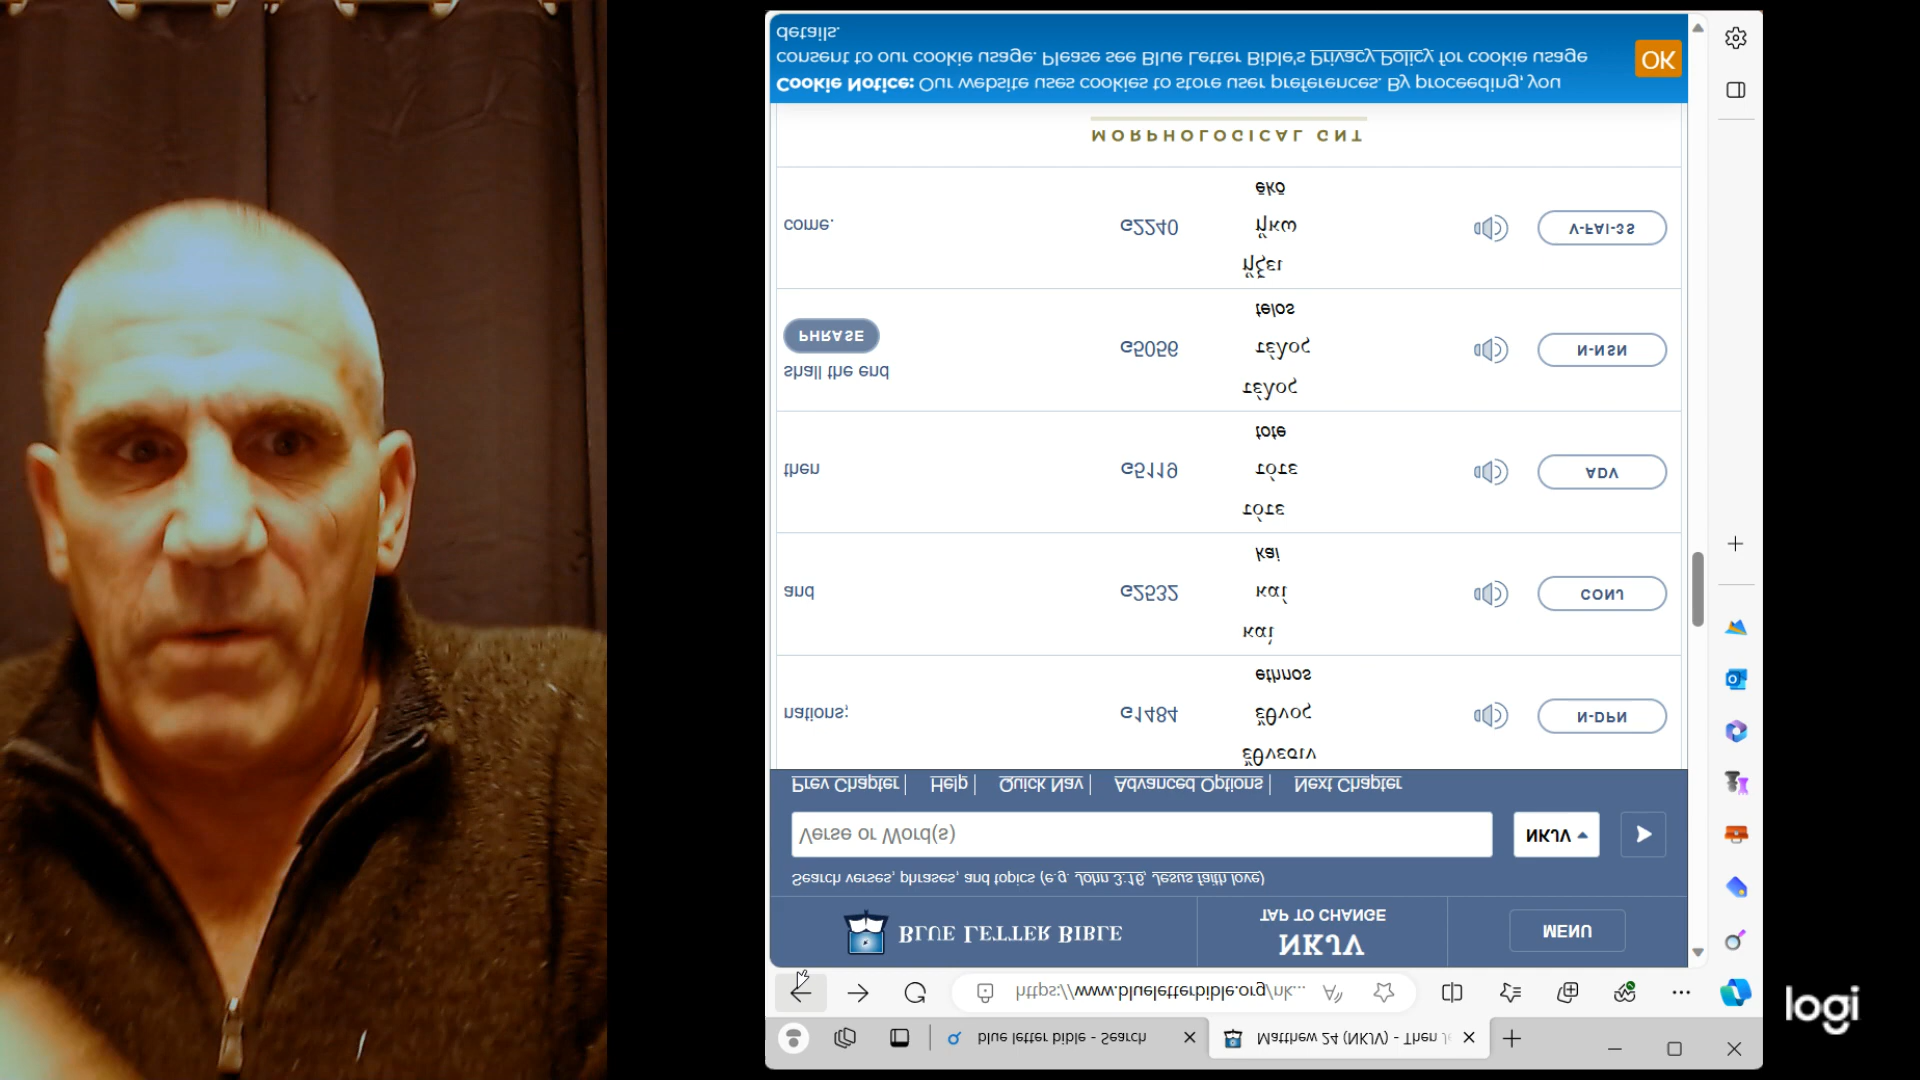 blue letter bible - Search
Matthew 24 (NKJV) - Then J
https://www.blueletterbible.org/nk...
BLUE LETTER BIBLE
NKJV
TAP TO CHANGE
MENU
Search verses, phrases, and topics (e.g. John 3:16, Jesus faith love)
Verse or Word(s)
NKJV
Prev Chapter | Help | Quick Nav | Advanced Options | Next Chapter
ἔθνεσιν
nations; G1484 ἔθνος N-DPN
ethnos
καὶ
and G2532 καί CONJ
kai
τότε
then G5119 τότε ADV
tote
τέλος
shall the end G5056 τέλος N-NSN
PHRASE
telos
ἥξει
come. G2240 ἥκω V-FAI-3S
ēkō
MORPHOLOGICAL GNT
Cookie Notice: Our website uses cookies to store user preferences. By proceeding, you
consent to our cookie usage. Please see Blue Letter Bible's Privacy Policy for cookie usage
details.
OK
logi